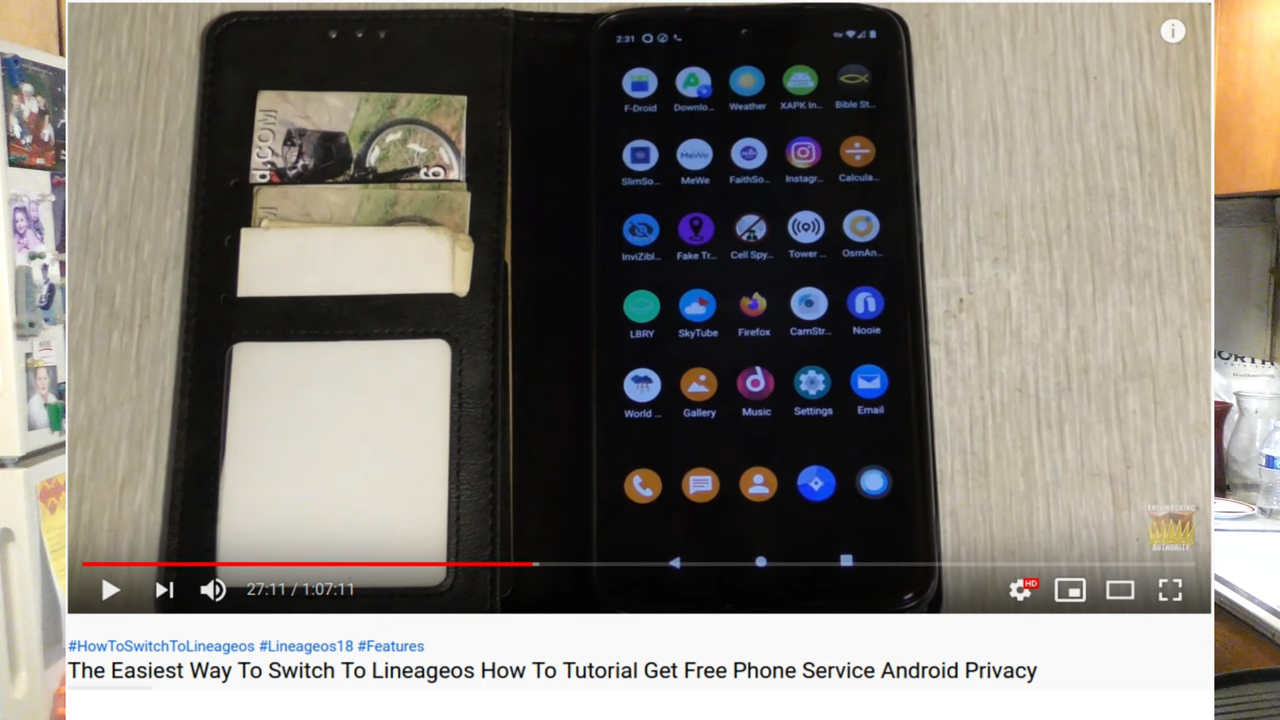 d.COM
6
2:31
F-Droid Downlo... Weather XAPK In... Bible St...
SlimSo... MeWe FaithSo... Instagr... Calcula...
MeWe
InviZibl... Fake Tr... Cell Spy... Tower ... OsmAn...
LBRY SkyTube Firefox CamStr... Nooie
World ... Gallery Music Settings Email
AUTHORITY
27:11 / 1:07:11
HD
#HowToSwitchToLineageos #Lineageos18 #Features
The Easiest Way To Switch To Lineageos How To Tutorial Get Free Phone Service Android Privacy